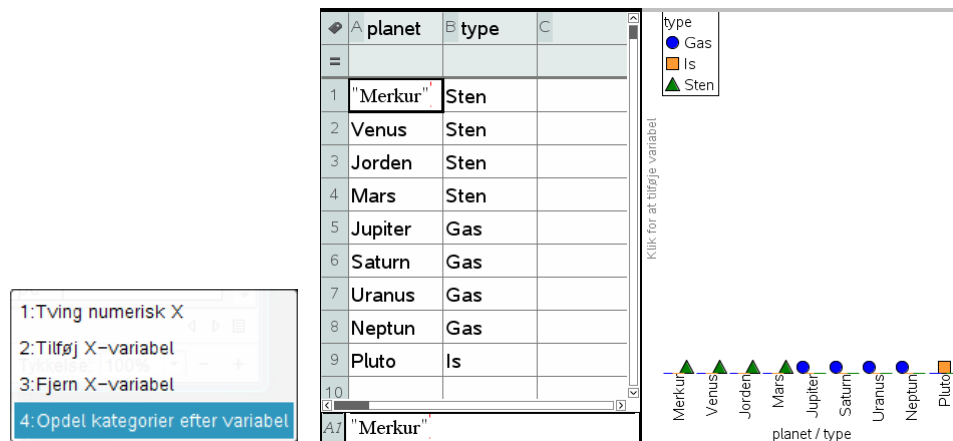 1:Tving numerisk X
2:Tilføj X-variabel
3:Fjern X-variabel
4:Opdel kategorier efter variabel
A planet B type C
=
1 "Merkur" Sten
2 Venus Sten
3 Jorden Sten
4 Mars Sten
5 Jupiter Gas
6 Saturn Gas
7 Uranus Gas
8 Neptun Gas
9 Pluto Is
10
A1 "Merkur"
type
Gas
Is
Sten
Klik for at tilføje variabel
Merkur Venus Jorden Mars Jupiter Saturn Uranus Neptun Pluto
planet / type